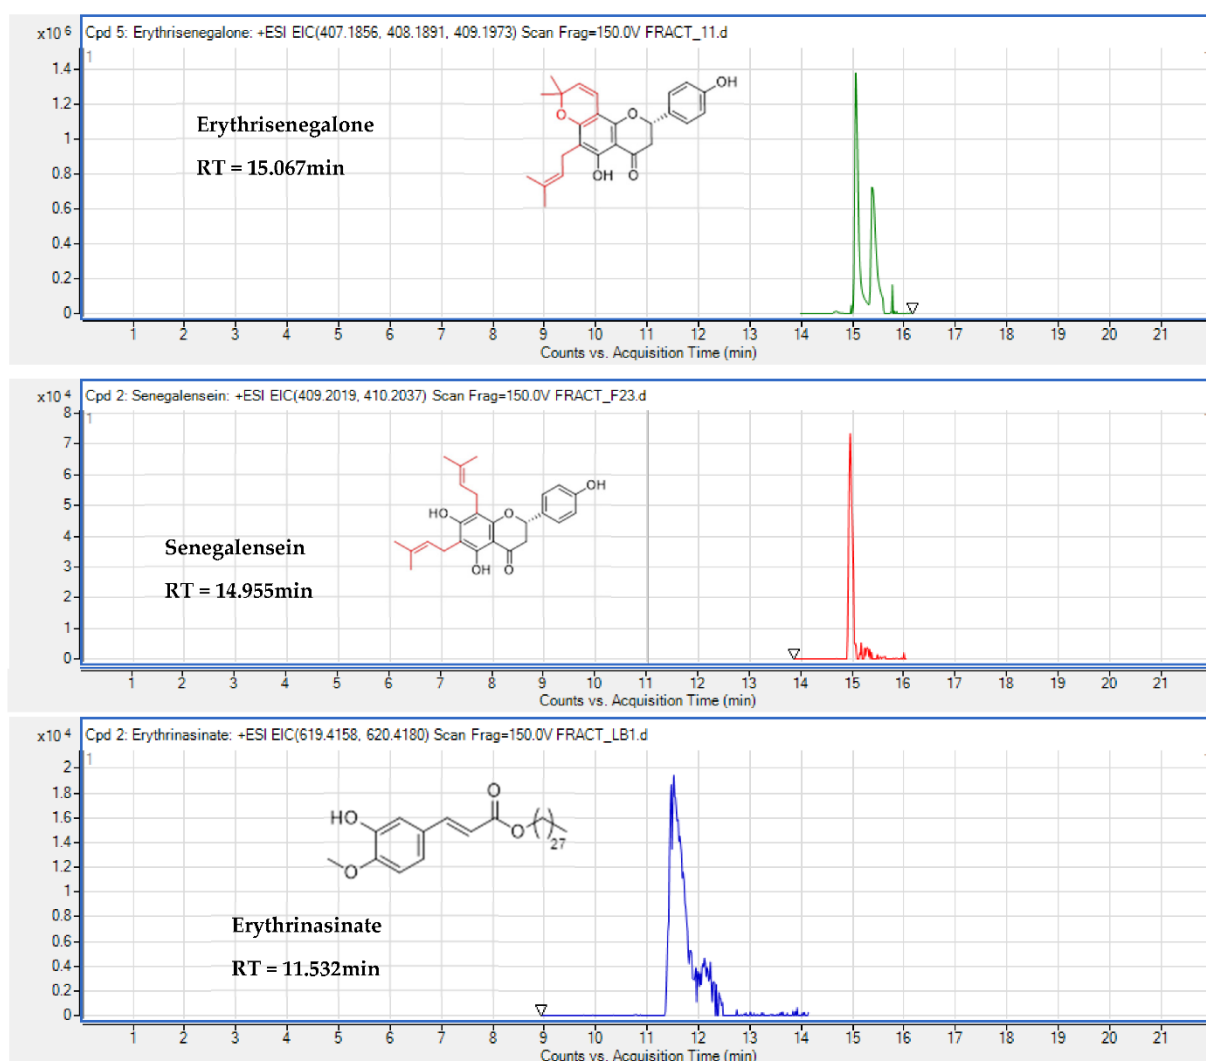 x10 6
Cpd 5: Erythrisenegalone: +ESI EIC(407.1856, 408.1891, 409.1973) Scan Frag=150.0V FRACT_11.d
1
1.4
1.2
1
0.8
0.6
0.4
0.2
0
Erythrisenegalone
RT = 15.067min
O
O
OH
OH
O
1 2 3 4 5 6 7 8 9 10 11 12 13 14 15 16 17 18 19 20 21
Counts vs. Acquisition Time (min)
x10 4
Cpd 2: Senegalensein: +ESI EIC(409.2019, 410.2037) Scan Frag=150.0V FRACT_F23.d
1
8
7
6
5
4
3
2
1
0
Senegalensein
RT = 14.955min
HO
O
OH
OH
O
1 2 3 4 5 6 7 8 9 10 11 12 13 14 15 16 17 18 19 20 21
Counts vs. Acquisition Time (min)
x10 4
Cpd 2: Erythrinasinate: +ESI EIC(619.4158, 620.4180) Scan Frag=150.0V FRACT_LB1.d
1
2
1.8
1.6
1.4
1.2
1
0.8
0.6
0.4
0.2
0
HO
O
O
O
27
Erythrinasinate
RT = 11.532min
1 2 3 4 5 6 7 8 9 10 11 12 13 14 15 16 17 18 19 20 21
Counts vs. Acquisition Time (min)